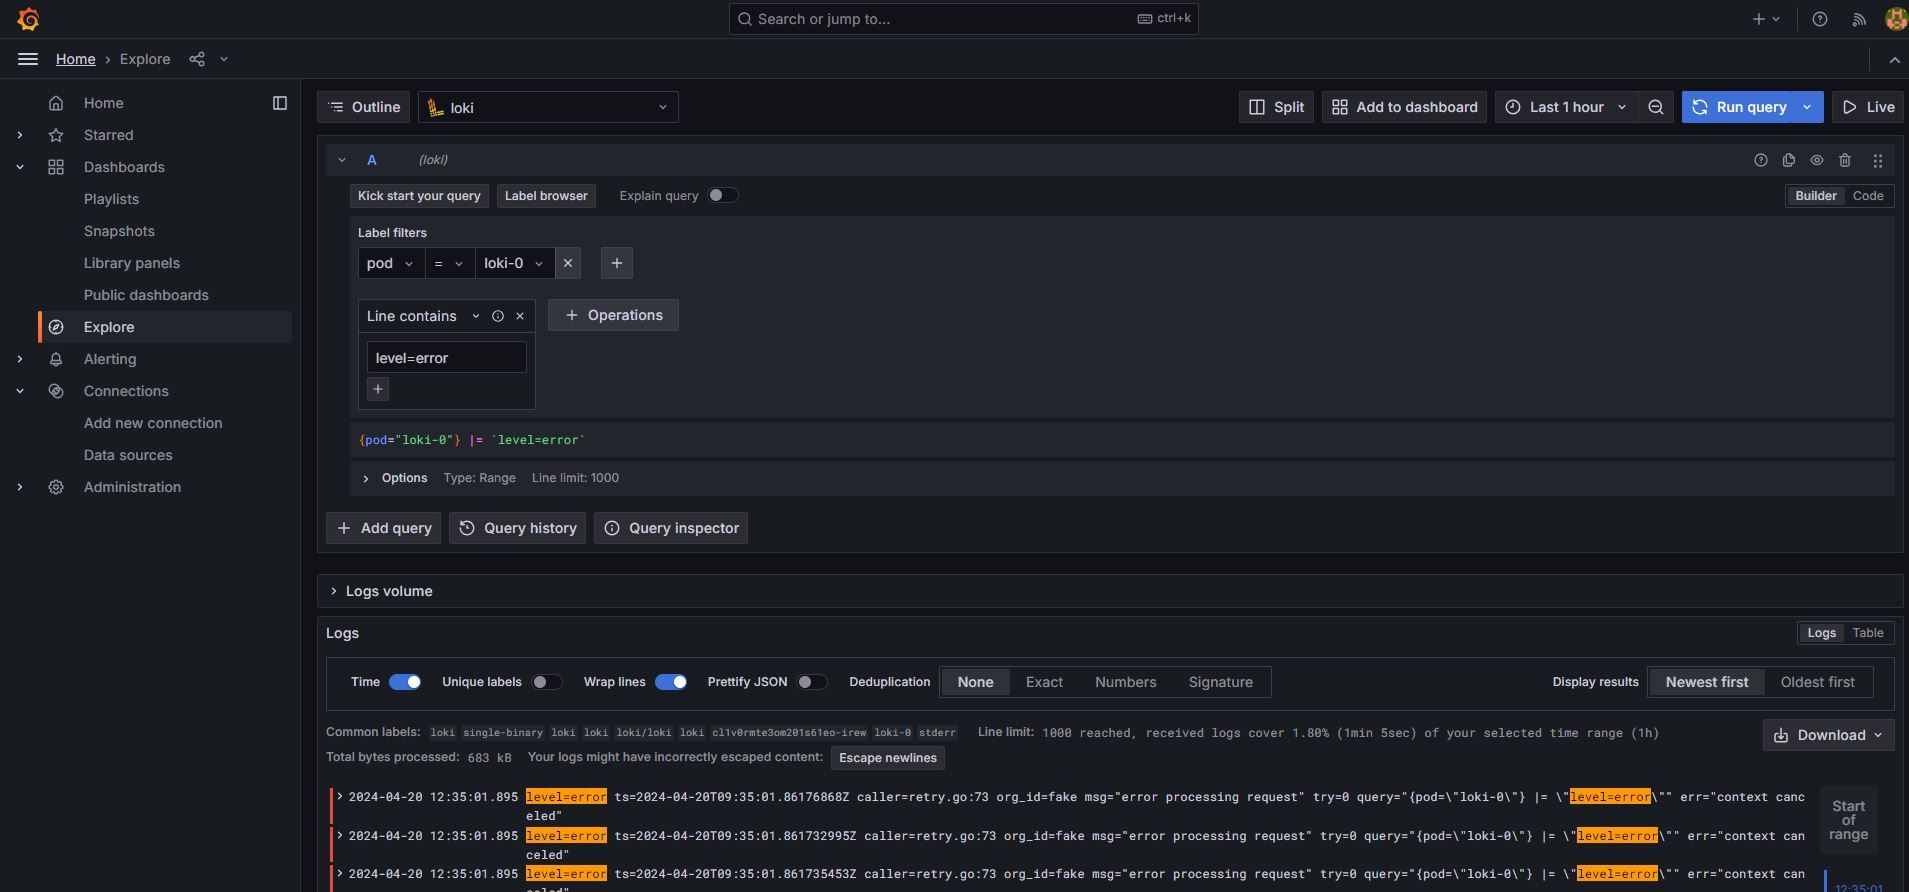 Search or jump to... ctrl+k
Home › Explore
Home
Starred
Dashboards
Playlists
Snapshots
Library panels
Public dashboards
Explore
Alerting
Connections
Add new connection
Data sources
Administration
Outline loki Split Add to dashboard Last 1 hour Run query Live
A (loki)
Kick start your query Label browser Explain query Builder Code
Label filters
pod = loki-0
Line contains + Operations
level=error
{pod="loki-0"} |= `level=error`
Options Type: Range Line limit: 1000
+ Add query Query history Query inspector
Logs volume
Logs Logs Table
Time Unique labels Wrap lines Prettify JSON Deduplication None Exact Numbers Signature Display results Newest first Oldest first
Common labels: loki single-binary loki loki loki/loki loki cl1v0rmte3om201s61eo-irew loki-0 stderr Line limit: 1000 reached, received logs cover 1.80% (1min 5sec) of your selected time range (1h) Download
Total bytes processed: 683 kB Your logs might have incorrectly escaped content: Escape newlines
2024-04-20 12:35:01.895 level=error ts=2024-04-20T09:35:01.86176868Z caller=retry.go:73 org_id=fake msg="error processing request" try=0 query="{pod=\"loki-0\"} |= \"level=error\"" err="context canc
eled"
2024-04-20 12:35:01.895 level=error ts=2024-04-20T09:35:01.861732995Z caller=retry.go:73 org_id=fake msg="error processing request" try=0 query="{pod=\"loki-0\"} |= \"level=error\"" err="context can
celed"
2024-04-20 12:35:01.895 level=error ts=2024-04-20T09:35:01.861735453Z caller=retry.go:73 org_id=fake msg="error processing request" try=0 query="{pod=\"loki-0\"} |= \"level=error\"" err="context can
celed"
Start
of
range
12:35:01